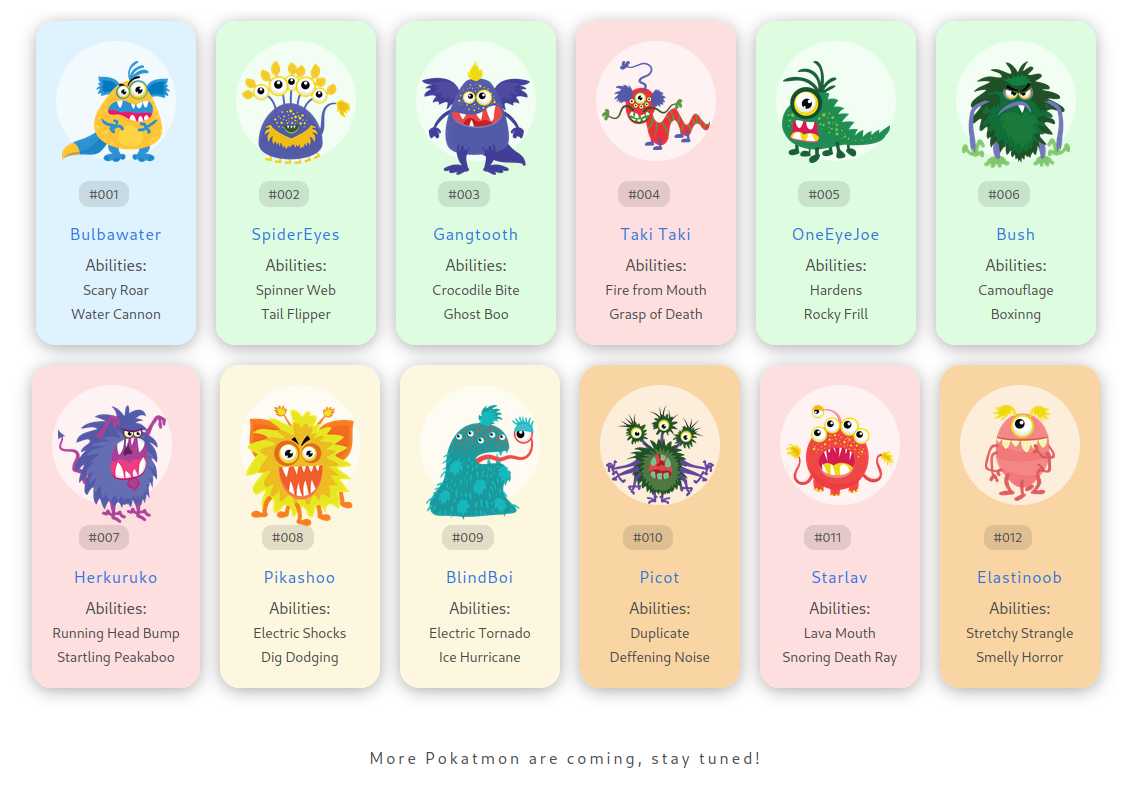 #001
Bulbawater
Abilities:
Scary Roar
Water Cannon
#002
SpiderEyes
Abilities:
Spinner Web
Tail Flipper
#003
Gangtooth
Abilities:
Crocodile Bite
Ghost Boo
#004
Taki Taki
Abilities:
Fire from Mouth
Grasp of Death
#005
OneEyeJoe
Abilities:
Hardens
Rocky Frill
#006
Bush
Abilities:
Camouflage
Boxinng
#007
Herkuruko
Abilities:
Running Head Bump
Startling Peakaboo
#008
Pikashoo
Abilities:
Electric Shocks
Dig Dodging
#009
BlindBoi
Abilities:
Electric Tornado
Ice Hurricane
#010
Picot
Abilities:
Duplicate
Deffening Noise
#011
Starlav
Abilities:
Lava Mouth
Snoring Death Ray
#012
Elastinoob
Abilities:
Stretchy Strangle
Smelly Horror
More Pokatmon are coming, stay tuned!